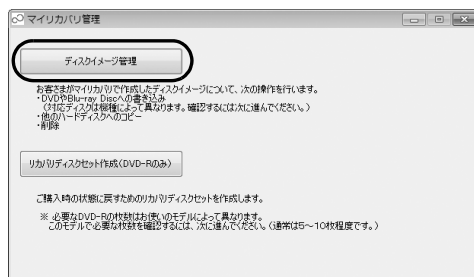 マイリカバリ管理
ディスクイメージ管理
お客さまがマイリカバリで作成したディスクイメージについて、次の操作を行います。
・DVDやBlu-ray Discへの書き込み
（対応ディスクは機種によって異なります。確認するには次に進んでください。）
・他のハードディスクへのコピー
・削除
リカバリディスクセット作成(DVD-Rのみ)
ご購入時の状態に戻すためのリカバリディスクセットを作成します。
※ 必要なDVD-Rの枚数はお使いのモデルによって異なります。
このモデルで必要な枚数を確認するには、次に進んでください。（通常は5～10枚程度です。）